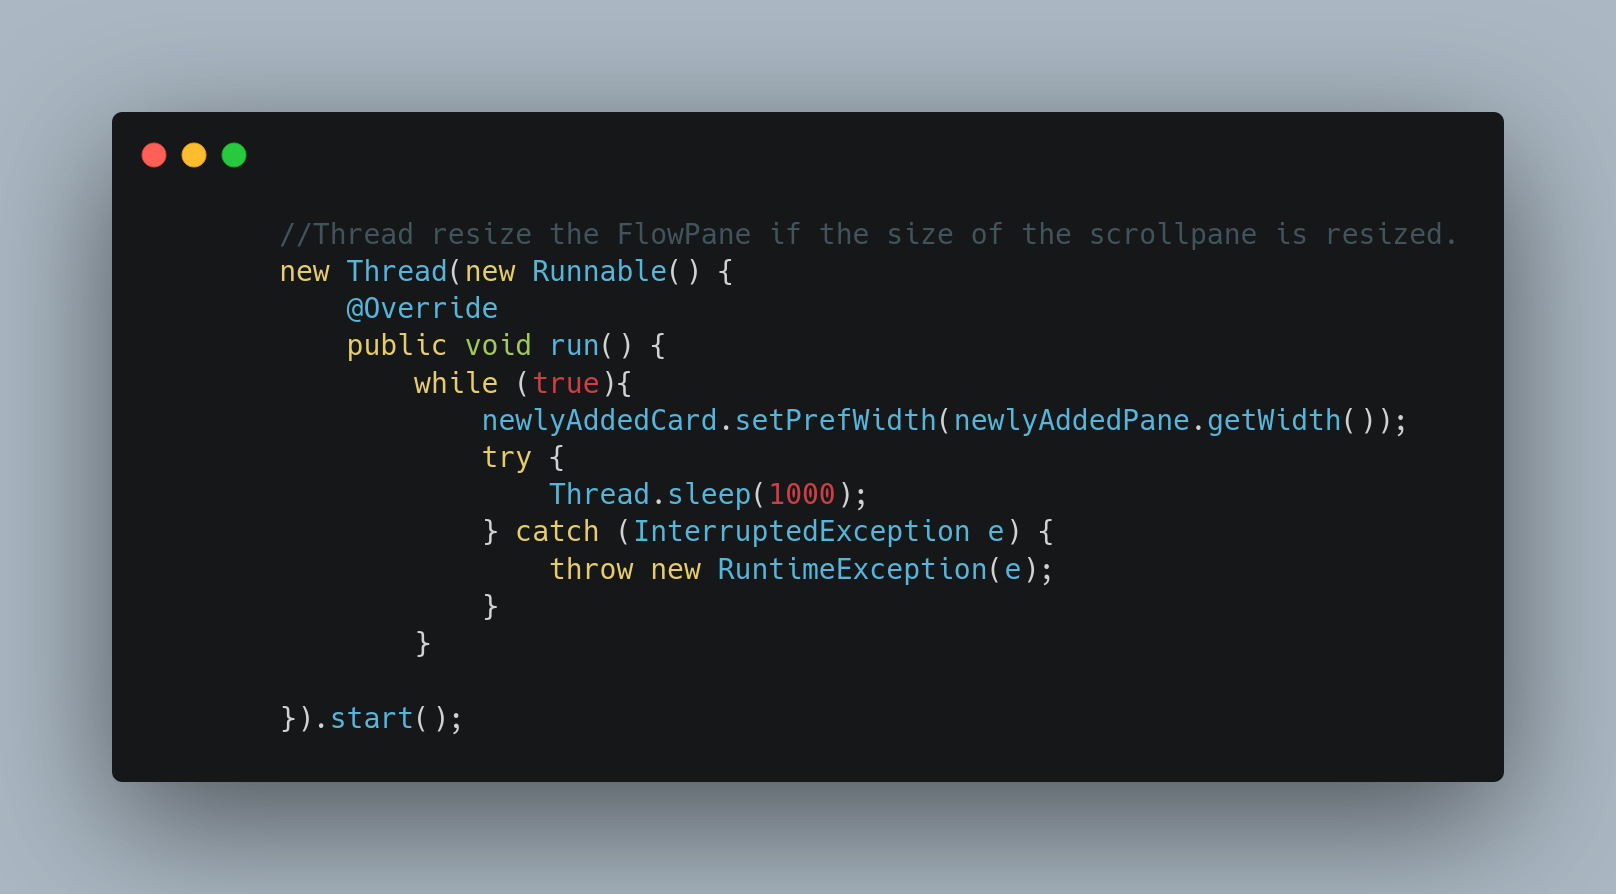 //Thread resize the FlowPane if the size of the scrollpane is resized.
new Thread(new Runnable() {
    @Override
    public void run() {
        while (true){
            newlyAddedCard.setPrefWidth(newlyAddedPane.getWidth());
            try {
                Thread.sleep(1000);
            } catch (InterruptedException e) {
                throw new RuntimeException(e);
            }
        }

}).start();